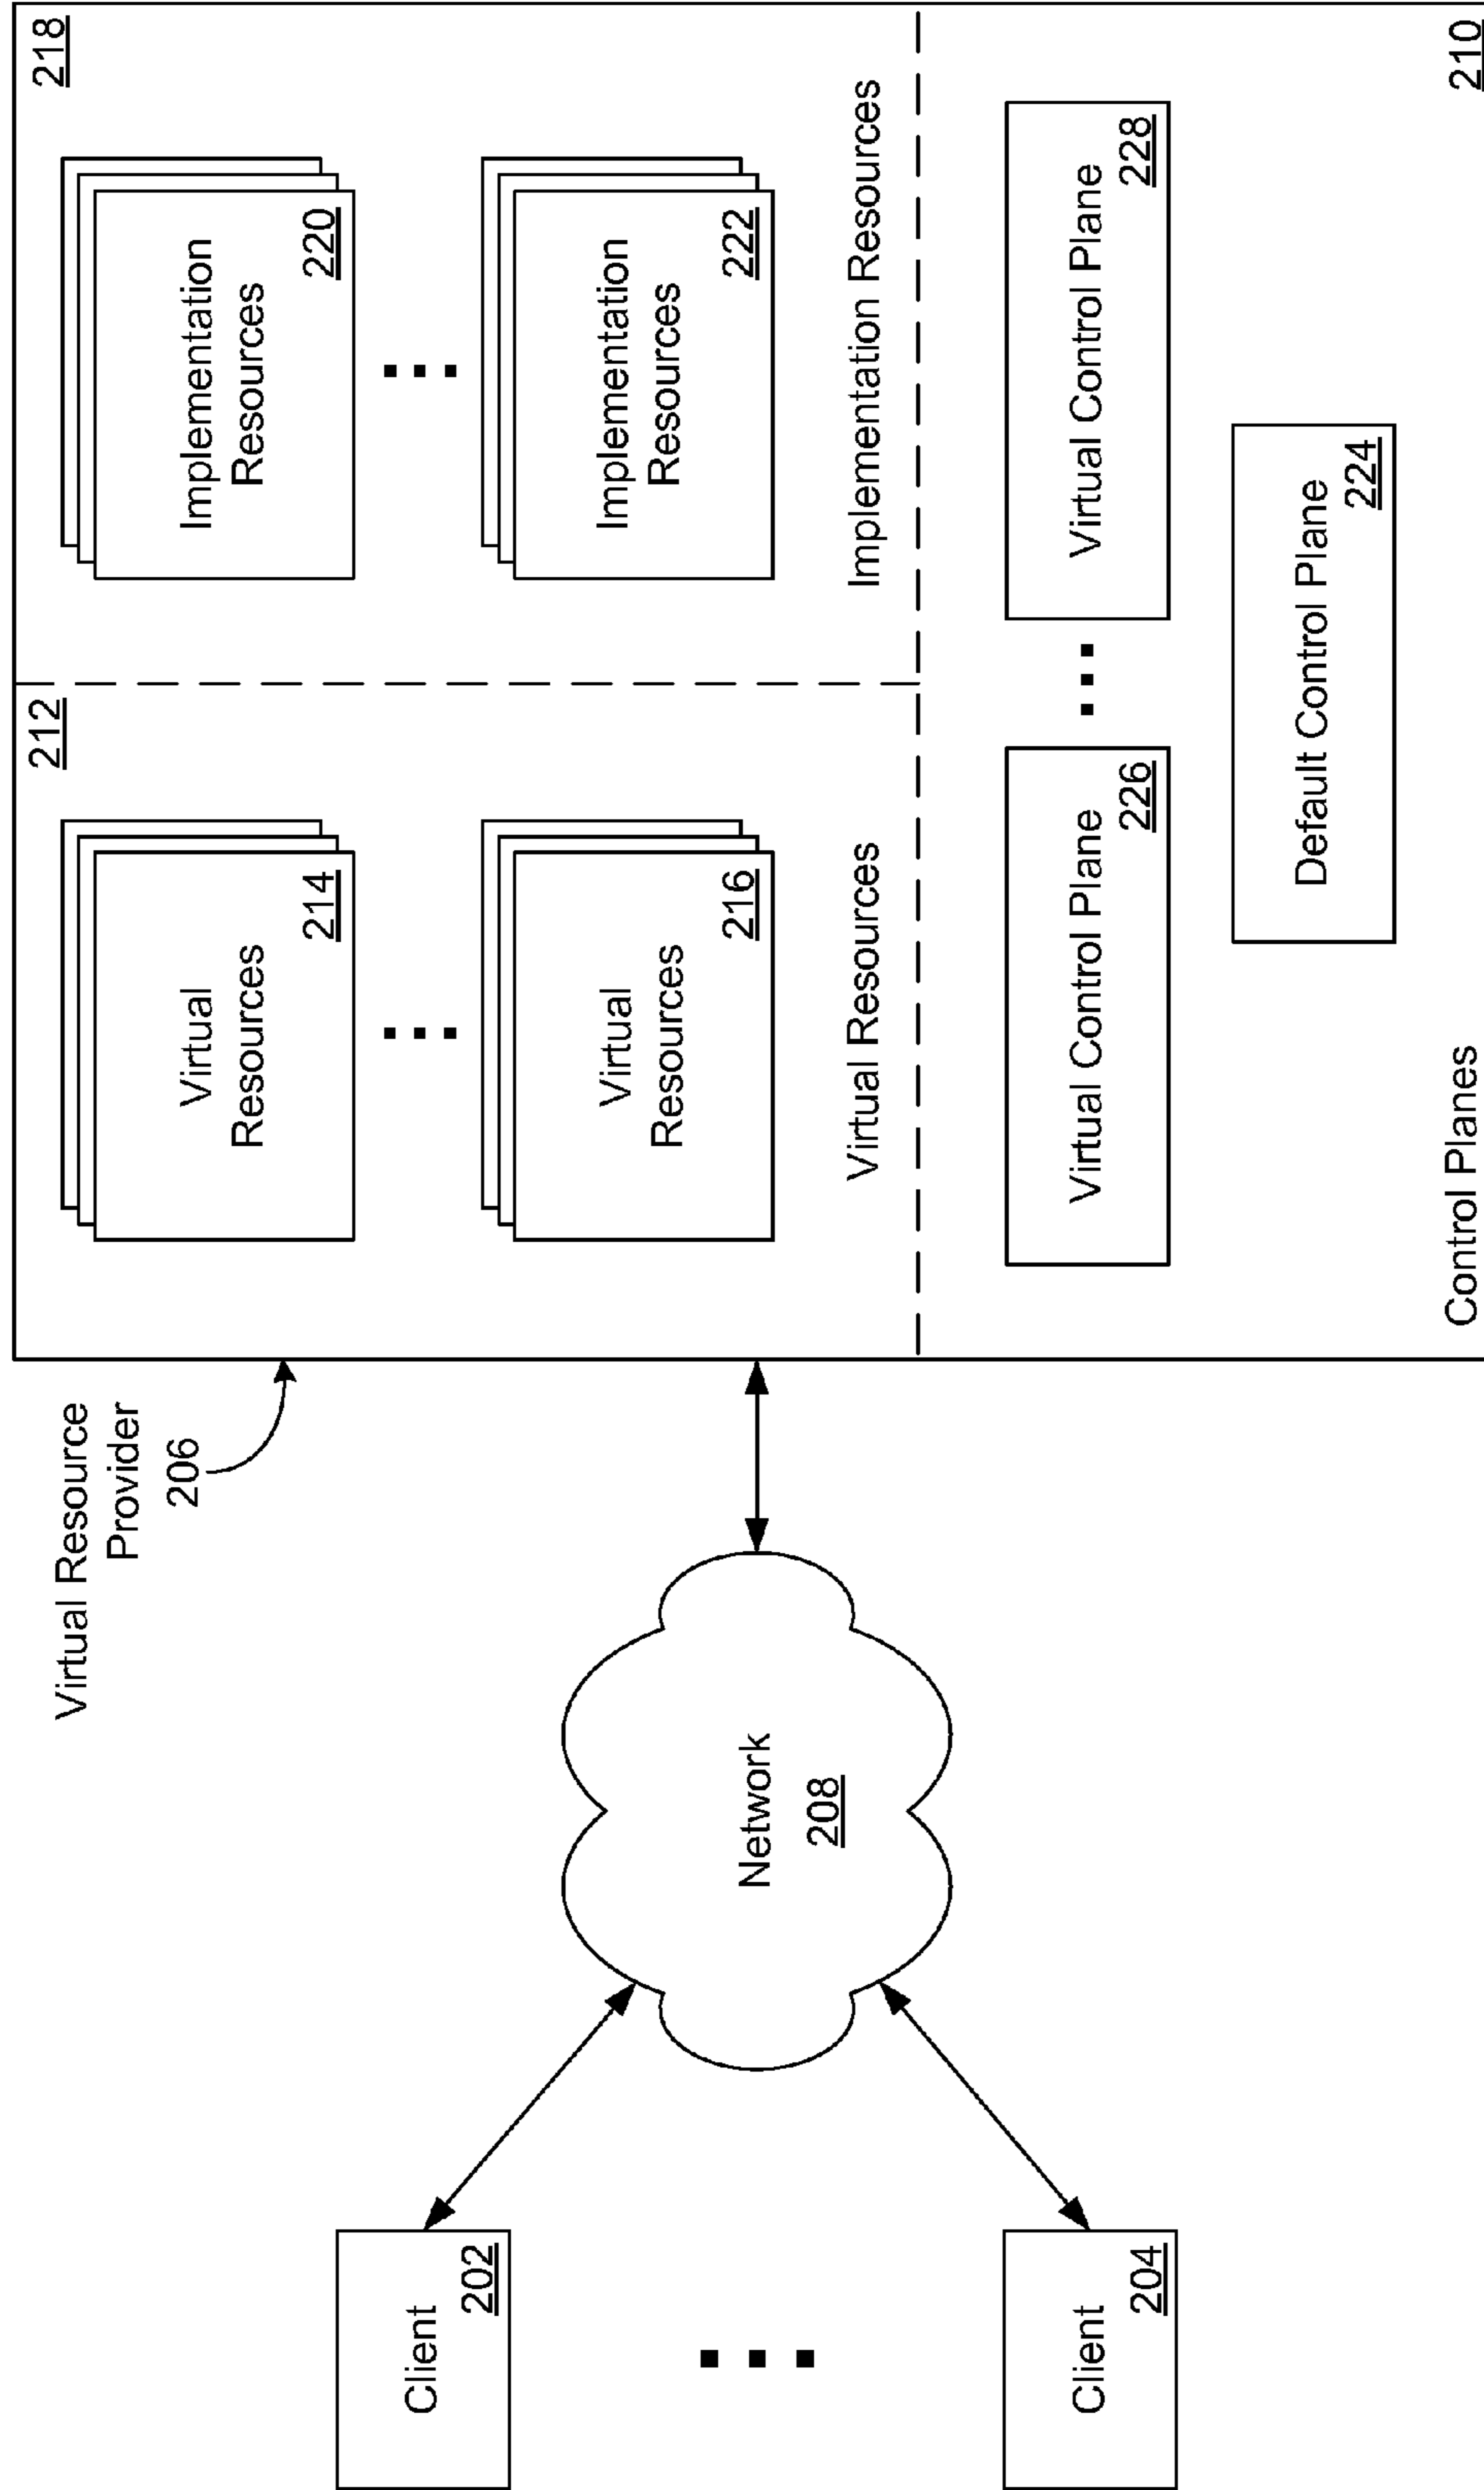 Client
202
Client
204
Network
208
Virtual Resource
Provider
206
212
Virtual
Resources
214
Virtual
Resources
216
Virtual Resources
218
Implementation
Resources
220
Implementation
Resources
222
Implementation Resources
Virtual Control Plane
226
Virtual Control Plane
228
Default Control Plane
224
Control Planes
210